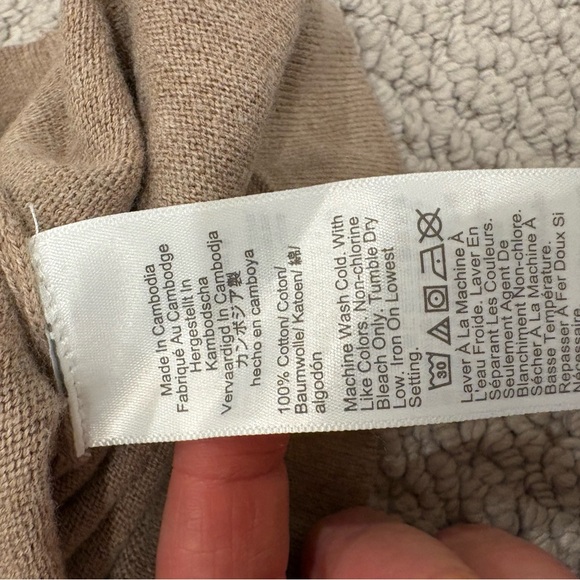 Made In Cambodia
Fabriqué Au Cambodge
Hergestellt In
Kambodscha
Vervaardigd In Cambodja
カンボジア製
hecho en camboya
100% Cotton/ Coton/
Baumwolle/ Katoen/ 綿/
algodón
Machine Wash Cold. With
Like Colors. Non-chlorine
Bleach Only. Tumble Dry
Low. Iron On Lowest
Setting.
30
Laver À La Machine À
L'eau Froide. Laver En
Séparant Les Couleurs.
Seulement Agent De
Blanchiment Non-chlore.
Sécher À La Machine À
Basse Température.
Repasser À Fer Doux Si